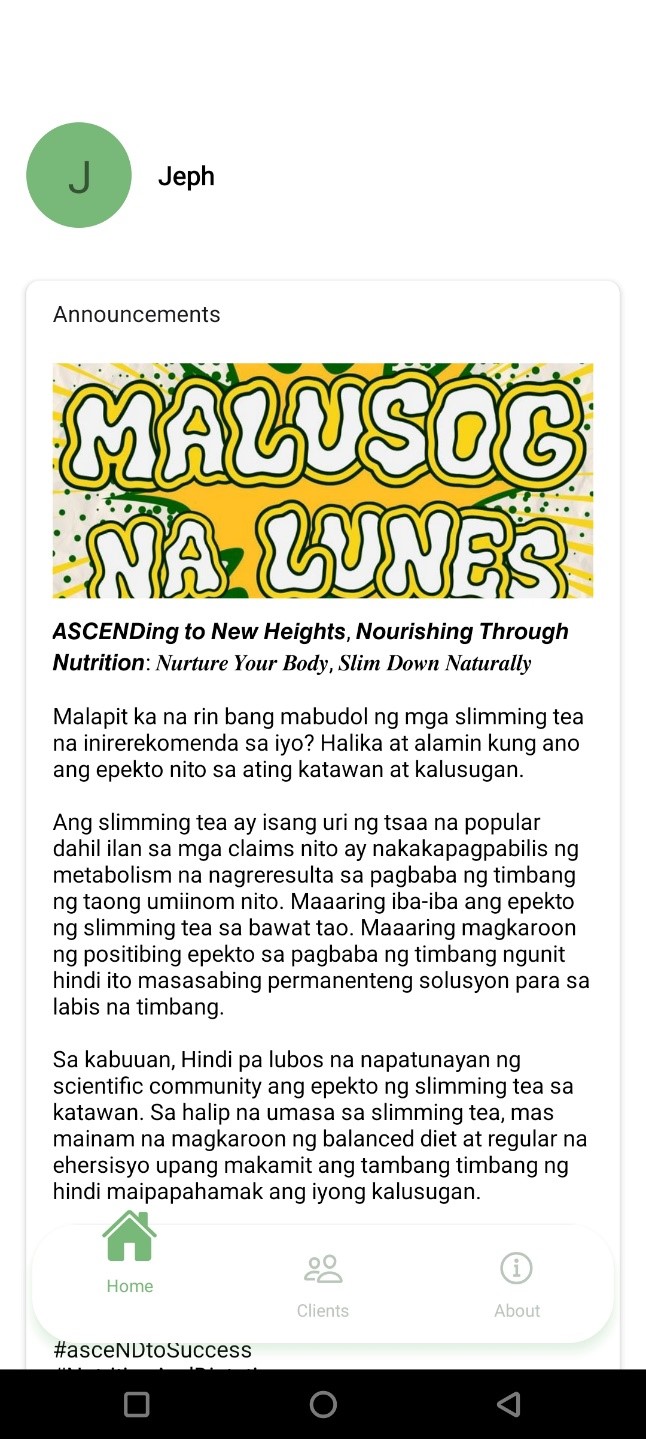 J
Jeph
Announcements
MALUSOG
NA LUNES
ASCENDing to New Heights, Nourishing Through
Nutrition: Nurture Your Body, Slim Down Naturally
Malapit ka na rin bang mabudol ng mga slimming tea
na inirerekomenda sa iyo? Halika at alamin kung ano
ang epekto nito sa ating katawan at kalusugan.
Ang slimming tea ay isang uri ng tsaa na popular
dahil ilan sa mga claims nito ay nakakapagpabilis ng
metabolism na nagreresulta sa pagbaba ng timbang
ng taong umiinom nito. Maaaring iba-iba ang epekto
ng slimming tea sa bawat tao. Maaaring magkaroon
ng positibing epekto sa pagbaba ng timbang ngunit
hindi ito masasabing permanenteng solusyon para sa
labis na timbang.
Sa kabuuan, Hindi pa lubos na napatunayan ng
scientific community ang epekto ng slimming tea sa
katawan. Sa halip na umasa sa slimming tea, mas
mainam na magkaroon ng balanced diet at regular na
ehersisyo upang makamit ang tambang timbang ng
hindi maipapahamak ang iyong kalusugan.
Home
Clients
About
#asceNDtoSuccess